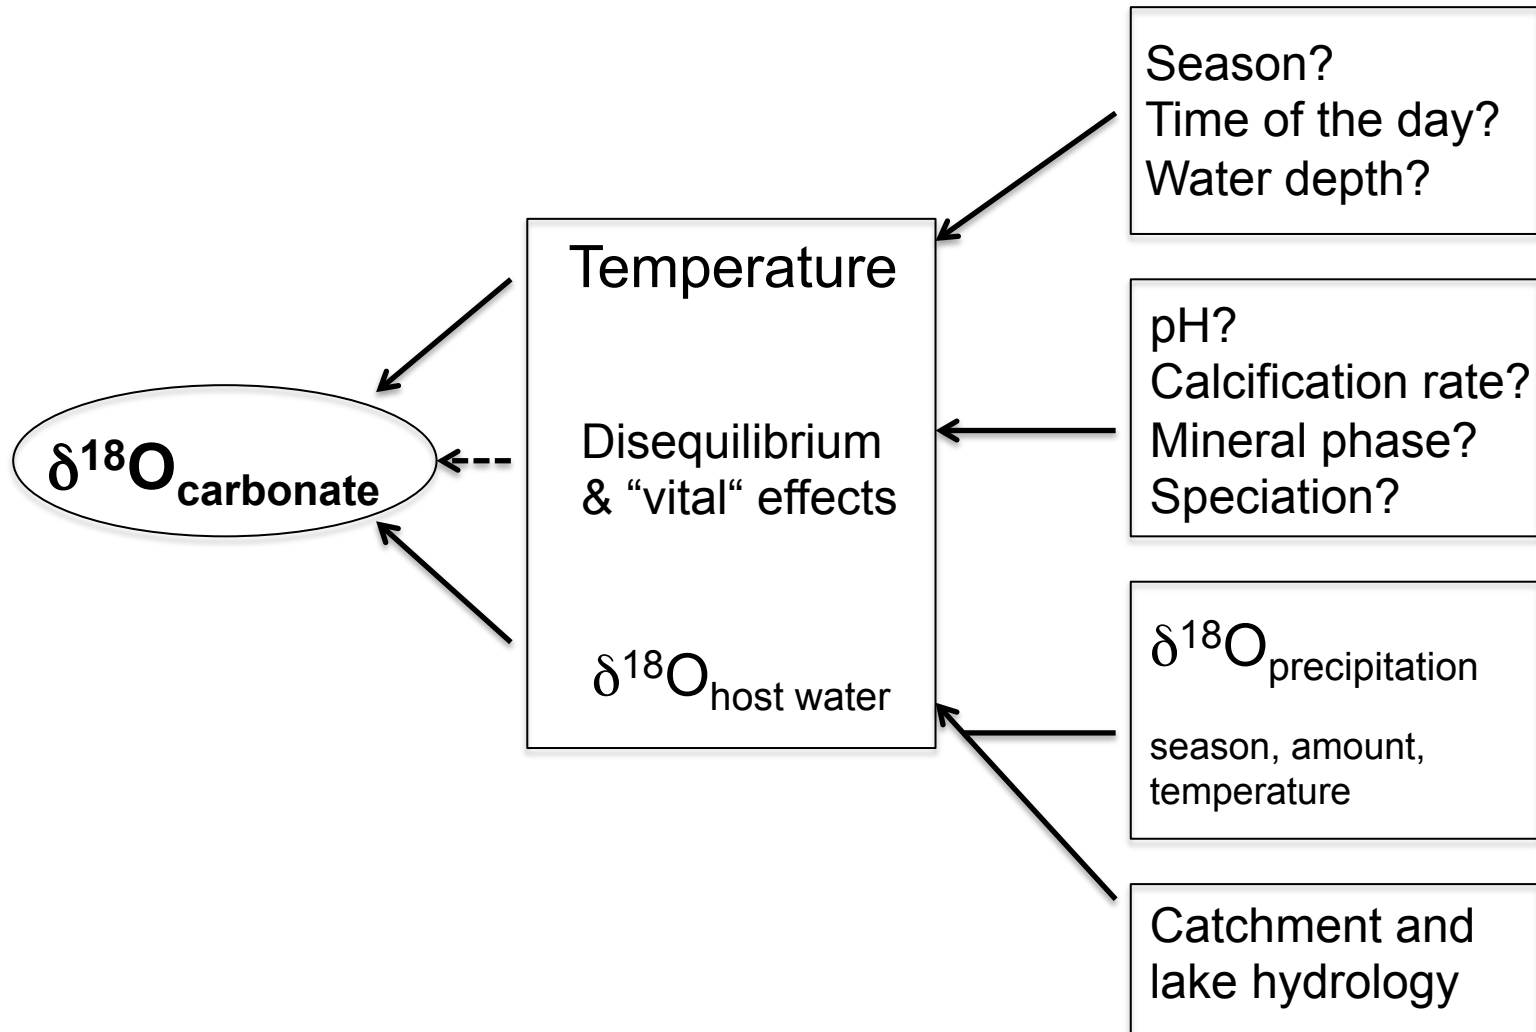 δ18Ocarbonate
Temperature
Disequilibrium
& “vital“ effects
δ18Ohost water
Season?
Time of the day?
Water depth?
pH?
Calcification rate?
Mineral phase?
Speciation?
δ18Oprecipitation
season, amount,
temperature
Catchment and
lake hydrology